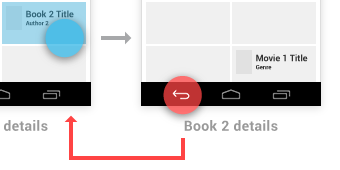 Book 2 Title
Author 2
Movie 1 Title
Genre
details
Book 2 details